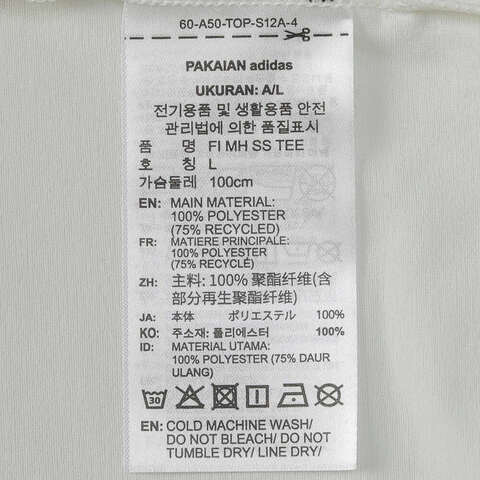 60-A50-TOP-S12A-4
PAKAIAN adidas
UKURAN: A/L
전기용품 및 생활용품 안전
관리법에 의한 품질표시
품 명 FI MH SS TEE
호 칭 L
가슴둘레 100cm
EN: MAIN MATERIAL:
100% POLYESTER
(75% RECYCLED)
FR: MATIERE PRINCIPALE:
100% POLYESTER
(75% RECYCLÉ)
ZH: 主料: 100% 聚酯纤维(含
部分再生聚酯纤维)
JA: 本体 ポリエステル 100%
KO: 주소재: 폴리에스터 100%
ID: MATERIAL UTAMA:
100% POLYESTER (75% DAUR
ULANG)
30
EN: COLD MACHINE WASH/
DO NOT BLEACH/ DO NOT
TUMBLE DRY/ LINE DRY/